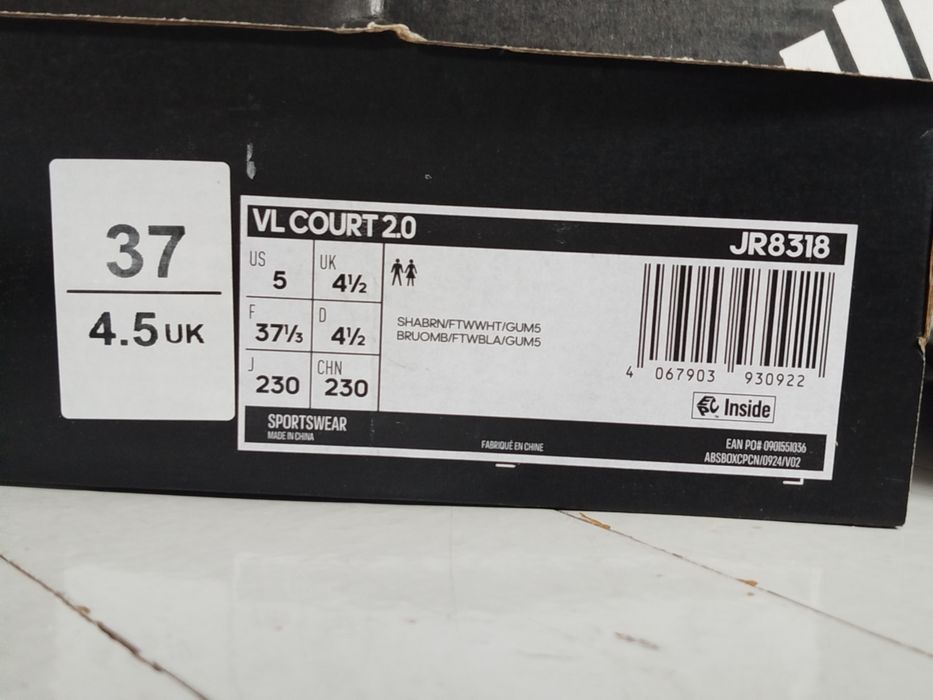 37
4.5 UK
VL COURT 2.0
JR8318
US 5 UK 4½
F 37⅓ D 4½
J 230 CHN 230
SHABRN/FTWWHT/GUM5
BRUOMB/FTWBLA/GUM5
4 067903 930922
Inside
SPORTSWEAR
MADE IN CHINA
FABRIQUÉ EN CHINE
EAN PO# 0901551036
ABSBOXCPCN/0924/V02